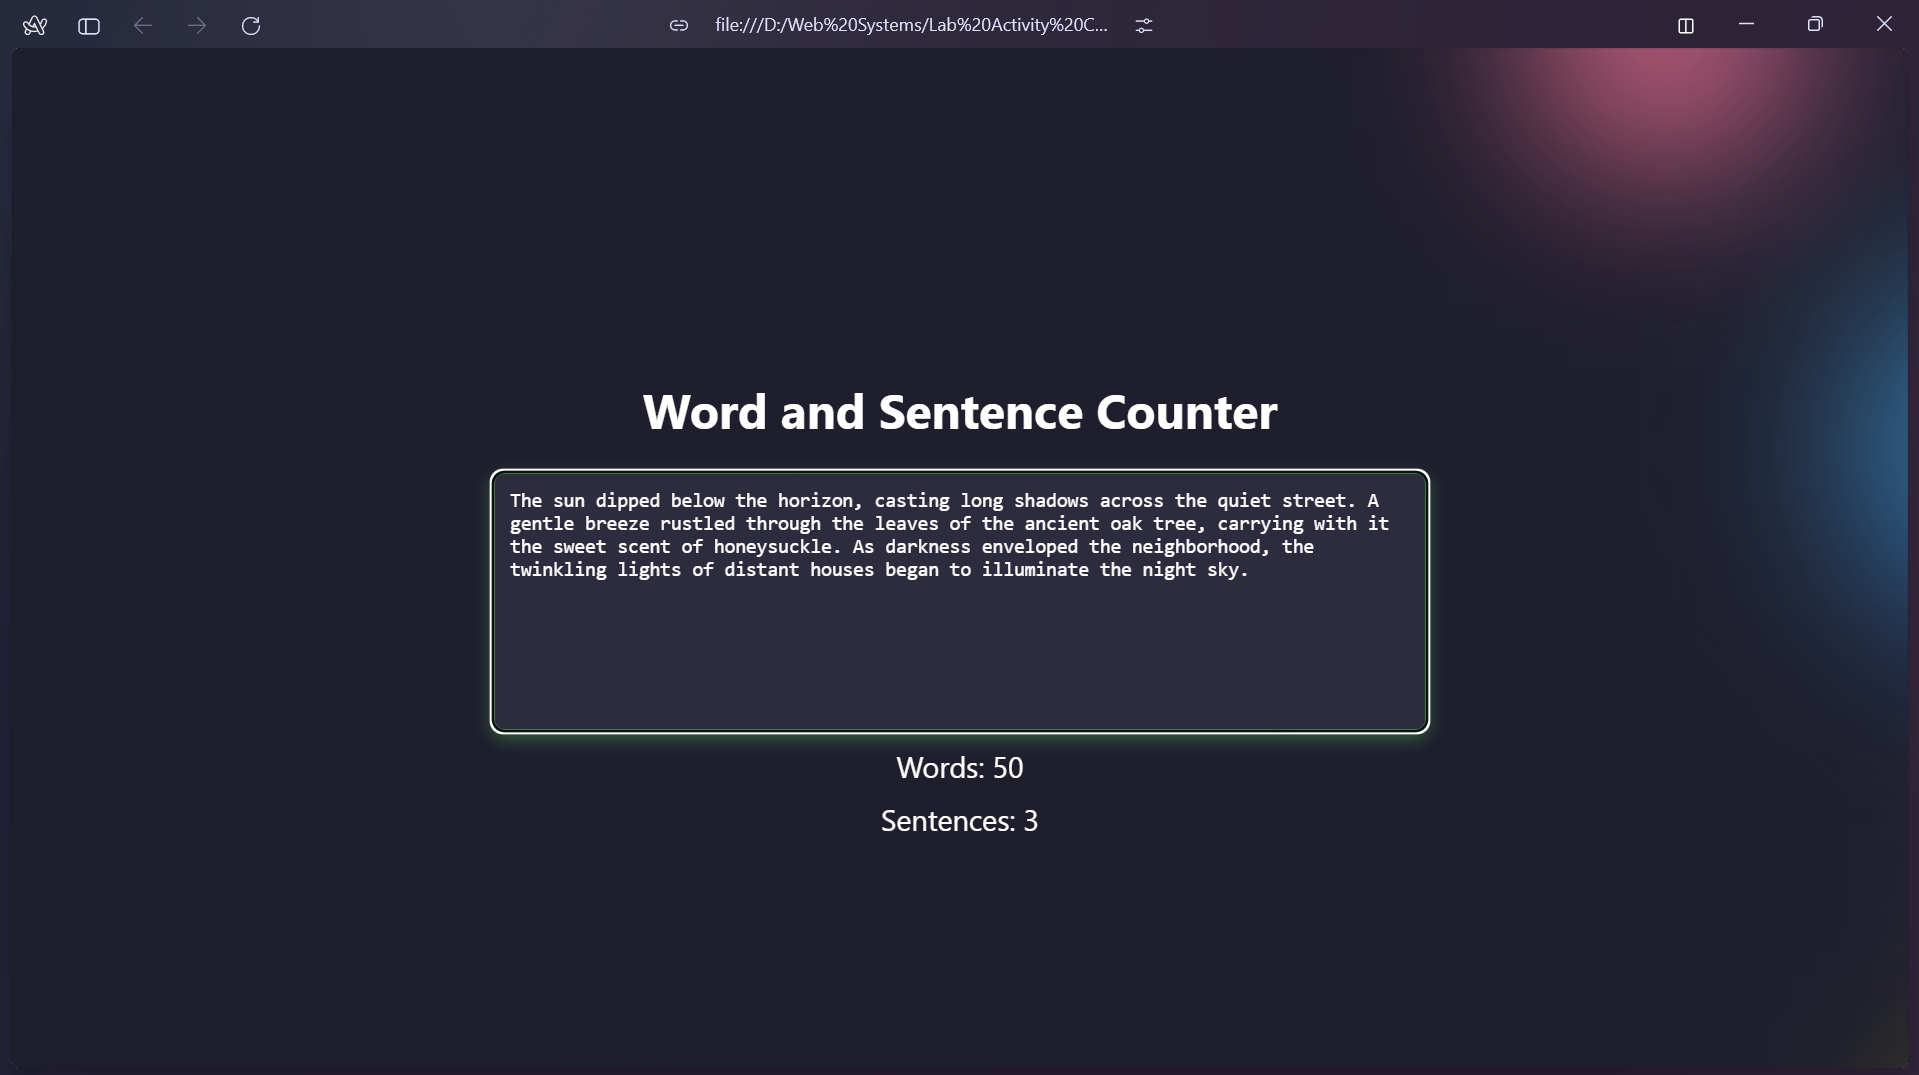 file:///D:/Web%20Systems/Lab%20Activity%20C...
Word and Sentence Counter
The sun dipped below the horizon, casting long shadows across the quiet street. A
gentle breeze rustled through the leaves of the ancient oak tree, carrying with it
the sweet scent of honeysuckle. As darkness enveloped the neighborhood, the
twinkling lights of distant houses began to illuminate the night sky.
Words: 50
Sentences: 3